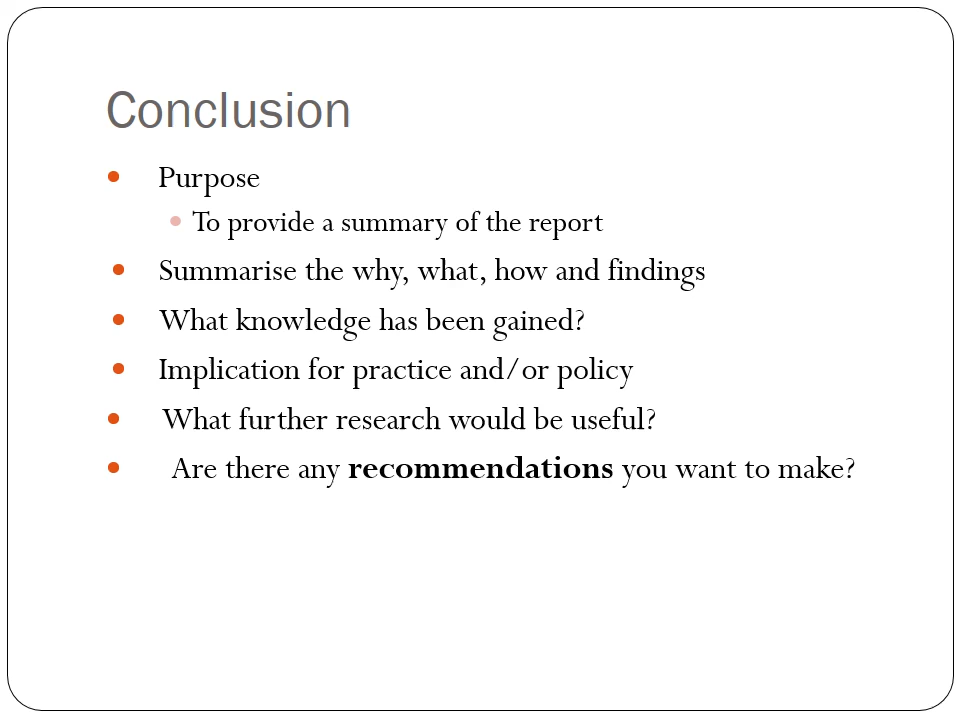 Conclusion
Purpose
To provide a summary of the report
Summarise the why, what, how and findings
What knowledge has been gained?
Implication for practice and/or policy
What further research would be useful?
Are there any recommendations you want to make?